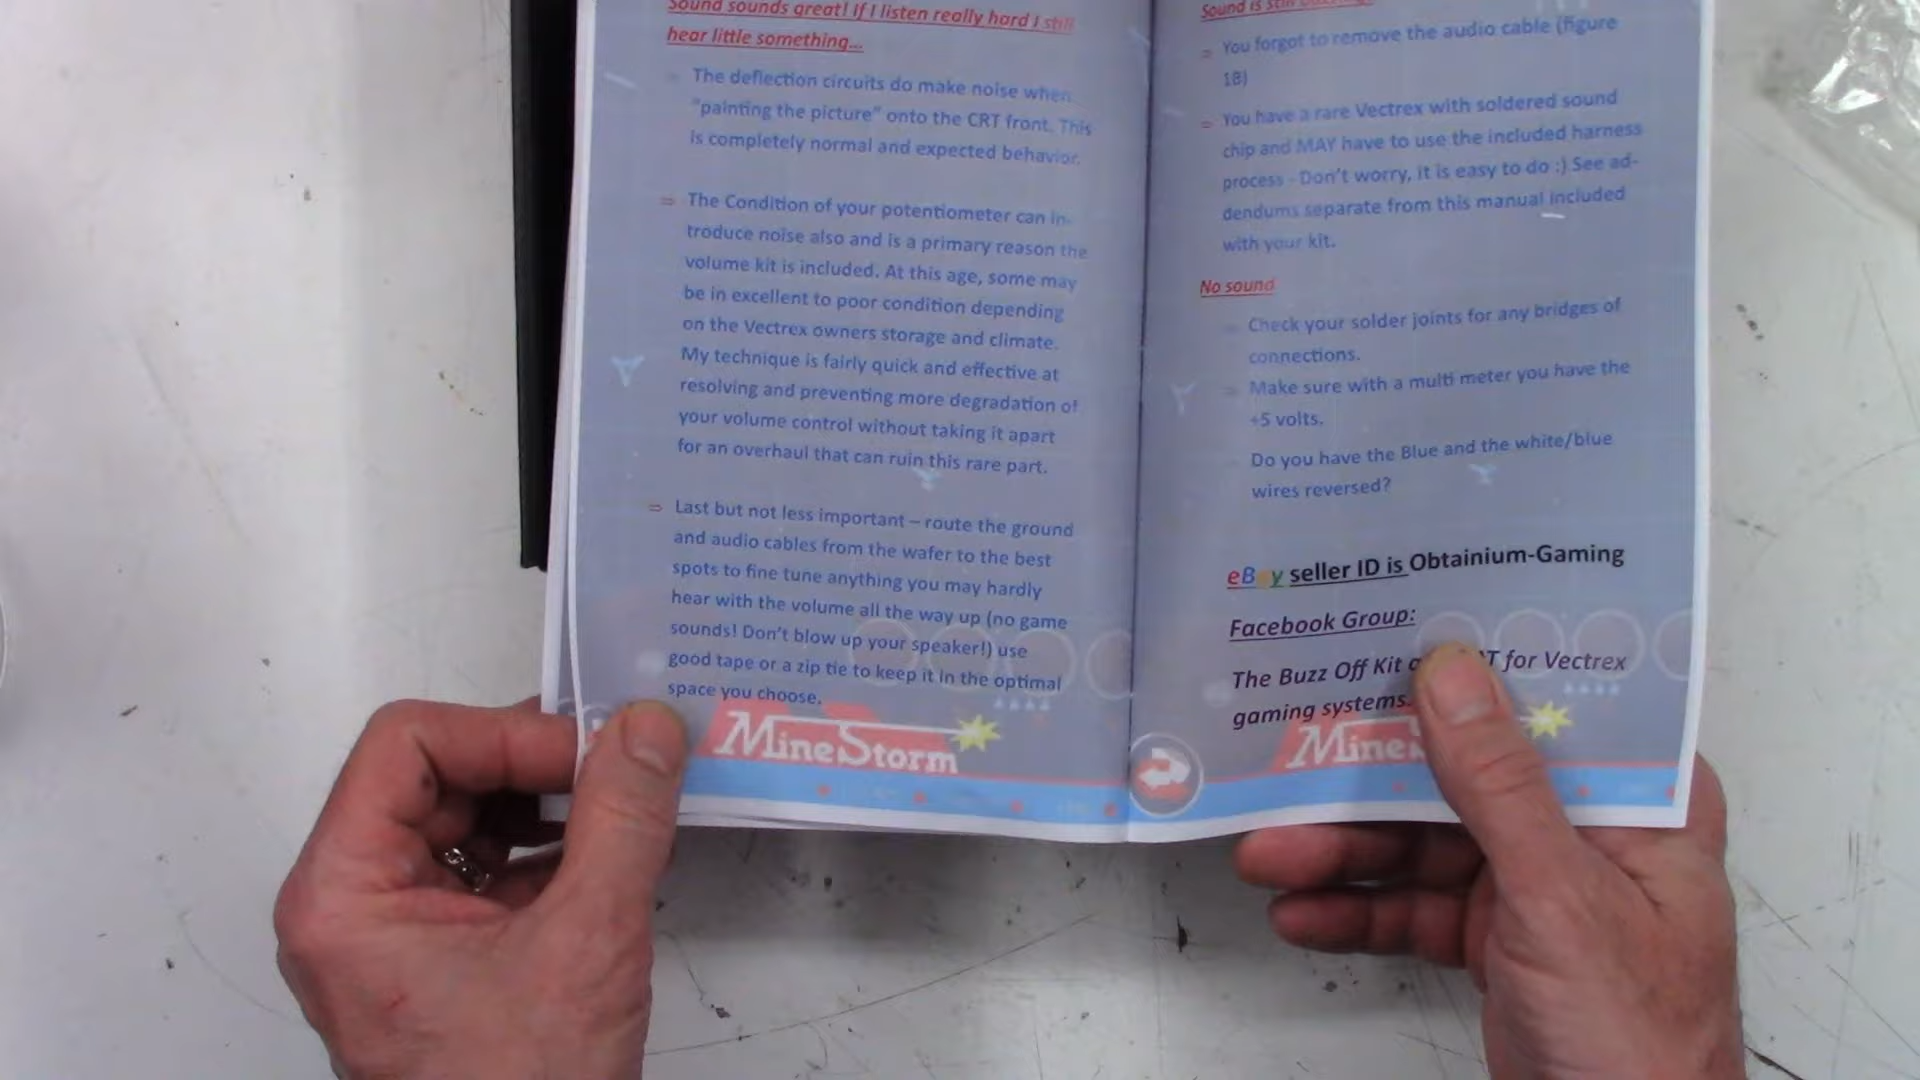 Sound sounds great! If I listen really hard I still
hear little something...
The deflection circuits do make noise when
"painting the picture" onto the CRT front. This
is completely normal and expected behavior.
The Condition of your potentiometer can in-
troduce noise also and is a primary reason the
volume kit is included. At this age, some may
be in excellent to poor condition depending
on the Vectrex owners storage and climate.
My technique is fairly quick and effective at
resolving and preventing more degradation of
your volume control without taking it apart
for an overhaul that can ruin this rare part.
Last but not less important – route the ground
and audio cables from the wafer to the best
spots to fine tune anything you may hardly
hear with the volume all the way up (no game
sounds! Don't blow up your speaker!) use
good tape or a zip tie to keep it in the optimal
space you choose.
MineStorm
Sound is still
You forgot to remove the audio cable (figure
18)
You have a rare Vectrex with soldered sound
chip and MAY have to use the included harness
process - Don't worry, it is easy to do :) See ad-
dendums separate from this manual included
with your kit.
No sound
Check your solder joints for any bridges of
connections.
Make sure with a multi meter you have the
+5 volts.
Do you have the Blue and the white/blue
wires reversed?
eBay seller ID is Obtainium-Gaming
Facebook Group:
The Buzz Off Kit for Vectrex
gaming systems.
Mine